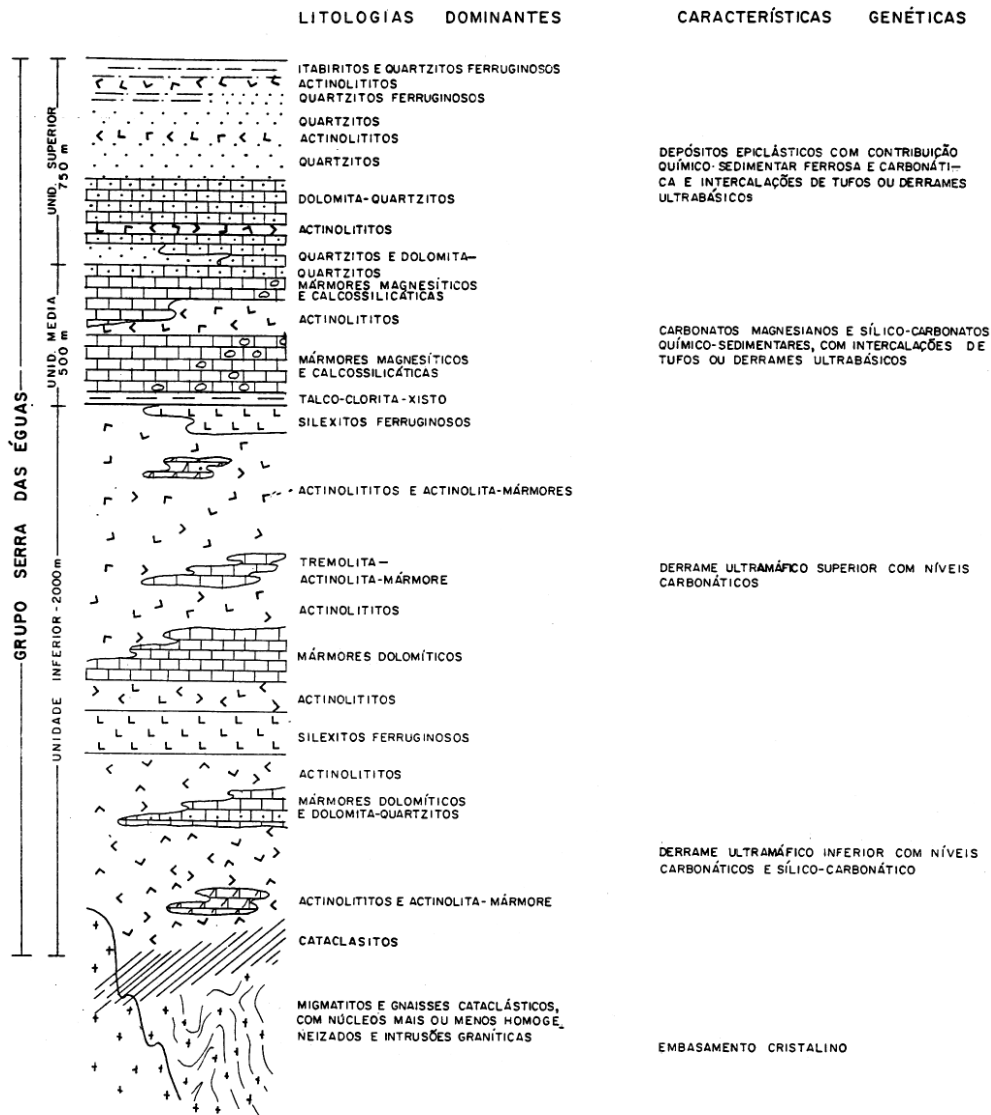 LITOLOGIAS DOMINANTES
CARACTERÍSTICAS GENÉTICAS
GRUPO SERRA DAS ÉGUAS
UNID. SUPERIOR
750 m
UNID. MEDIA
500 m
UNIDADE INFERIOR - 2000 m
ITABIRITOS E QUARTZITOS FERRUGINOSOS
ACTINOLITITOS
QUARTZITOS FERRUGINOSOS
QUARTZITOS
ACTINOLITITOS
QUARTZITOS
DOLOMITA-QUARTZITOS
ACTINOLITITOS
QUARTZITOS E DOLOMITA-
QUARTZITOS
MÁRMORES MAGNESÍTICOS
E CALCOSSILICÁTICAS
ACTINOLITITOS
MÁRMORES MAGNESÍTICOS
E CALCOSSILICÁTICAS
TALCO-CLORITA-XISTO
SILEXITOS FERRUGINOSOS
ACTINOLITITOS E ACTINOLITA-MÁRMORES
TREMOLITA-
ACTINOLITA-MÁRMORE
ACTINOLITITOS
MÁRMORES DOLOMÍTICOS
ACTINOLITITOS
SILEXITOS FERRUGINOSOS
ACTINOLITITOS
MÁRMORES DOLOMÍTICOS
E DOLOMITA-QUARTZITOS
ACTINOLITITOS E ACTINOLITA-MÁRMORE
CATACLASITOS
MIGMATITOS E GNAISSES CATACLÁSTICOS,
COM NÚCLEOS MAIS OU MENOS HOMOGE_
NEIZADOS E INTRUSÕES GRANÍTICAS
DEPÓSITOS EPICLÁSTICOS COM CONTRIBUIÇÃO
QUÍMICO-SEDIMENTAR FERROSA E CARBONÁTI-
CA E INTERCALAÇÕES DE TUFOS OU DERRAMES
ULTRABÁSICOS
CARBONATOS MAGNESIANOS E SÍLICO-CARBONATOS
QUÍMICO-SEDIMENTARES, COM INTERCALAÇÕES DE
TUFOS OU DERRAMES ULTRABÁSICOS
DERRAME ULTRAMÁFICO SUPERIOR COM NÍVEIS
CARBONÁTICOS
DERRAME ULTRAMÁFICO INFERIOR COM NÍVEIS
CARBONÁTICOS E SÍLICO-CARBONÁTICO
EMBASAMENTO CRISTALINO